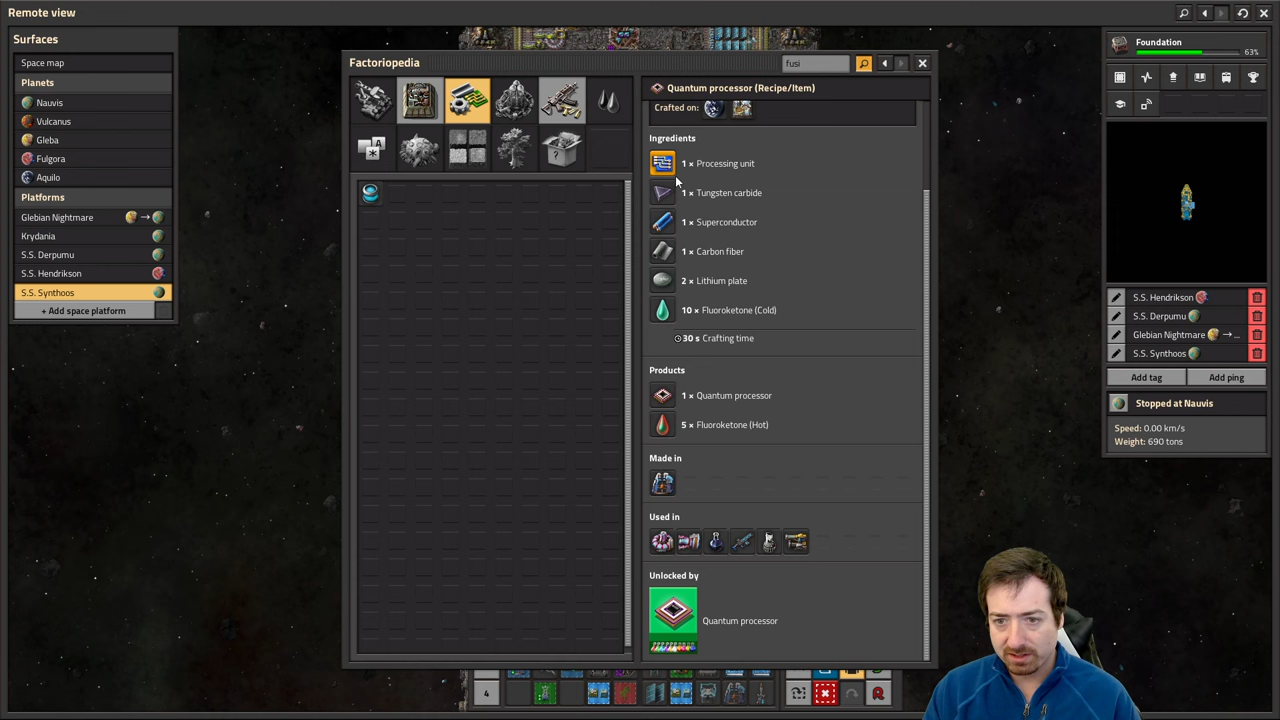 Remote view
Surfaces
Space map
Planets
Nauvis
Vulcanus
Gleba
Fulgora
Aquilo
Platforms
Glebian Nightmare →
Krydania
S.S. Derpumu
S.S. Hendrikson
S.S. Synthoos
+ Add space platform
Factoriopedia
fusi
Quantum processor (Recipe/Item)
Crafted on:
Ingredients
1 × Processing unit
1 × Tungsten carbide
1 × Superconductor
1 × Carbon fiber
2 × Lithium plate
10 × Fluoroketone (Cold)
30 s Crafting time
Products
1 × Quantum processor
5 × Fluoroketone (Hot)
Made in
Used in
Unlocked by
Quantum processor
4
R
Foundation
63%
S.S. Hendrikson
S.S. Derpumu
Glebian Nightmare → ...
S.S. Synthoos
Add tag
Add ping
Stopped at Nauvis
Speed: 0.00 km/s
Weight: 690 tons